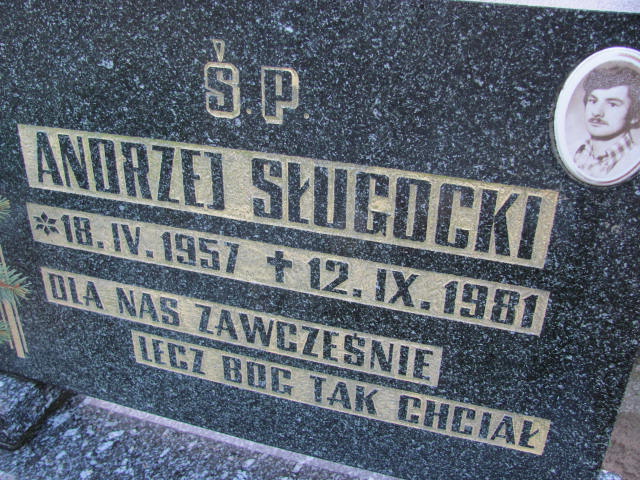 Ś.P.
ANDRZEJ SŁUGOCKI
*18.IV.1957 ✝12.IX.1981
DLA NAS ZAWCZEŚNIE
LECZ BÓG TAK CHCIAŁ